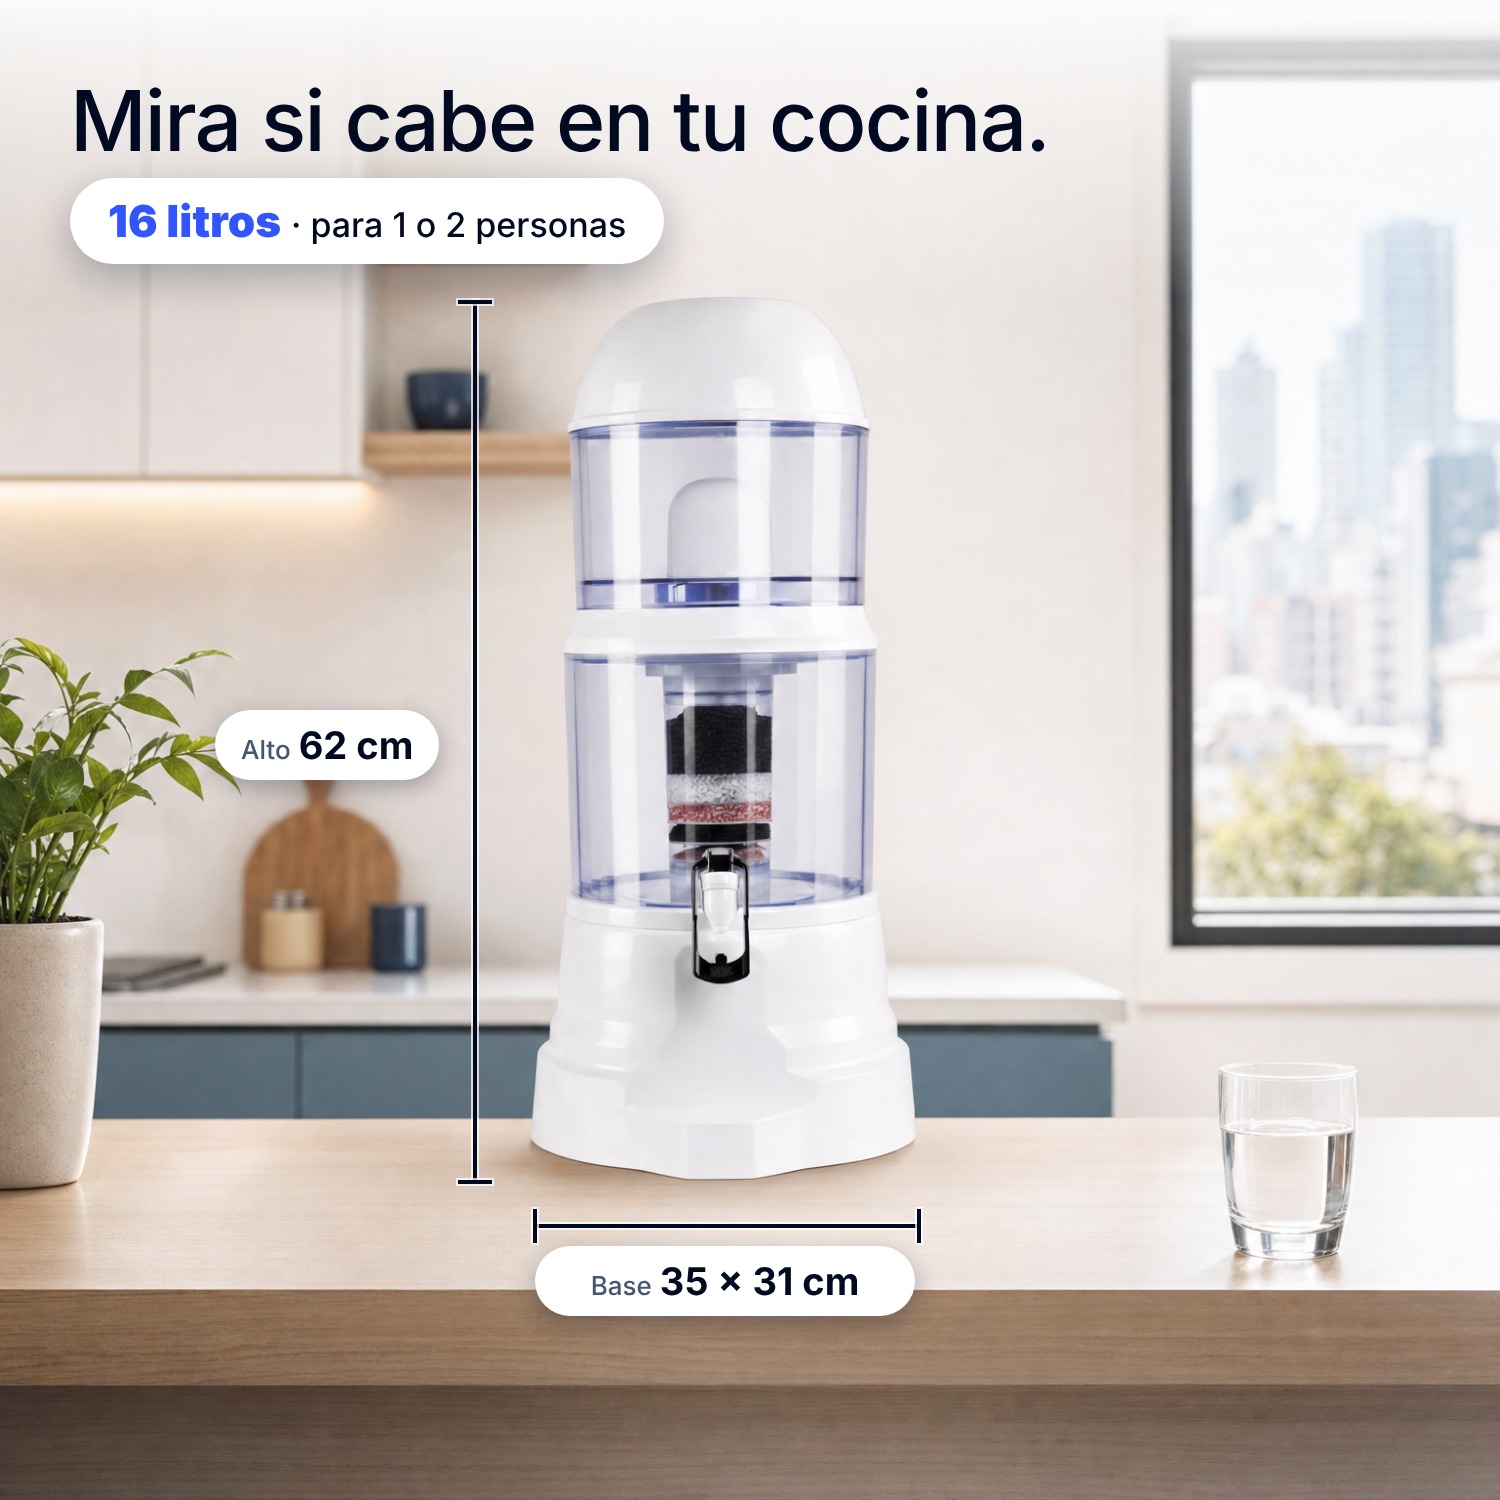 Mira si cabe en tu cocina.
16 litros · para 1 o 2 personas
Alto 62 cm
Base 35 × 31 cm